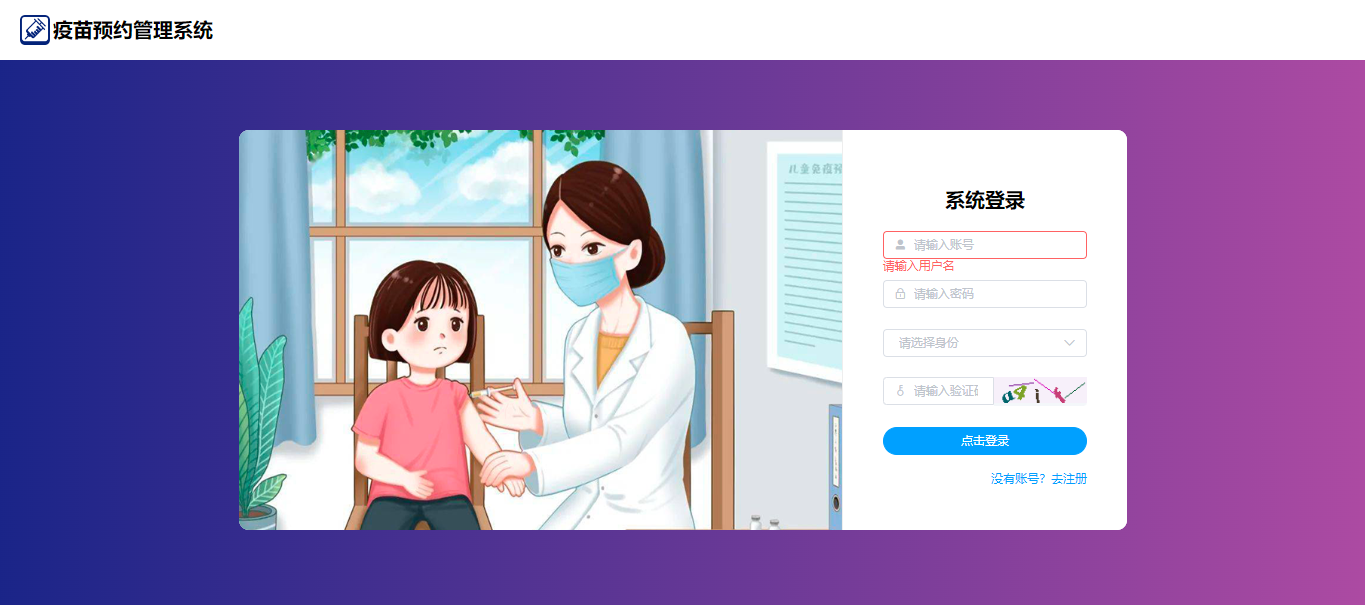 疫苗预约管理系统
儿童免疫预
系统登录
请输入账号
请输入用户名
请输入密码
请选择身份
请输入验证
点击登录
没有账号？去注册